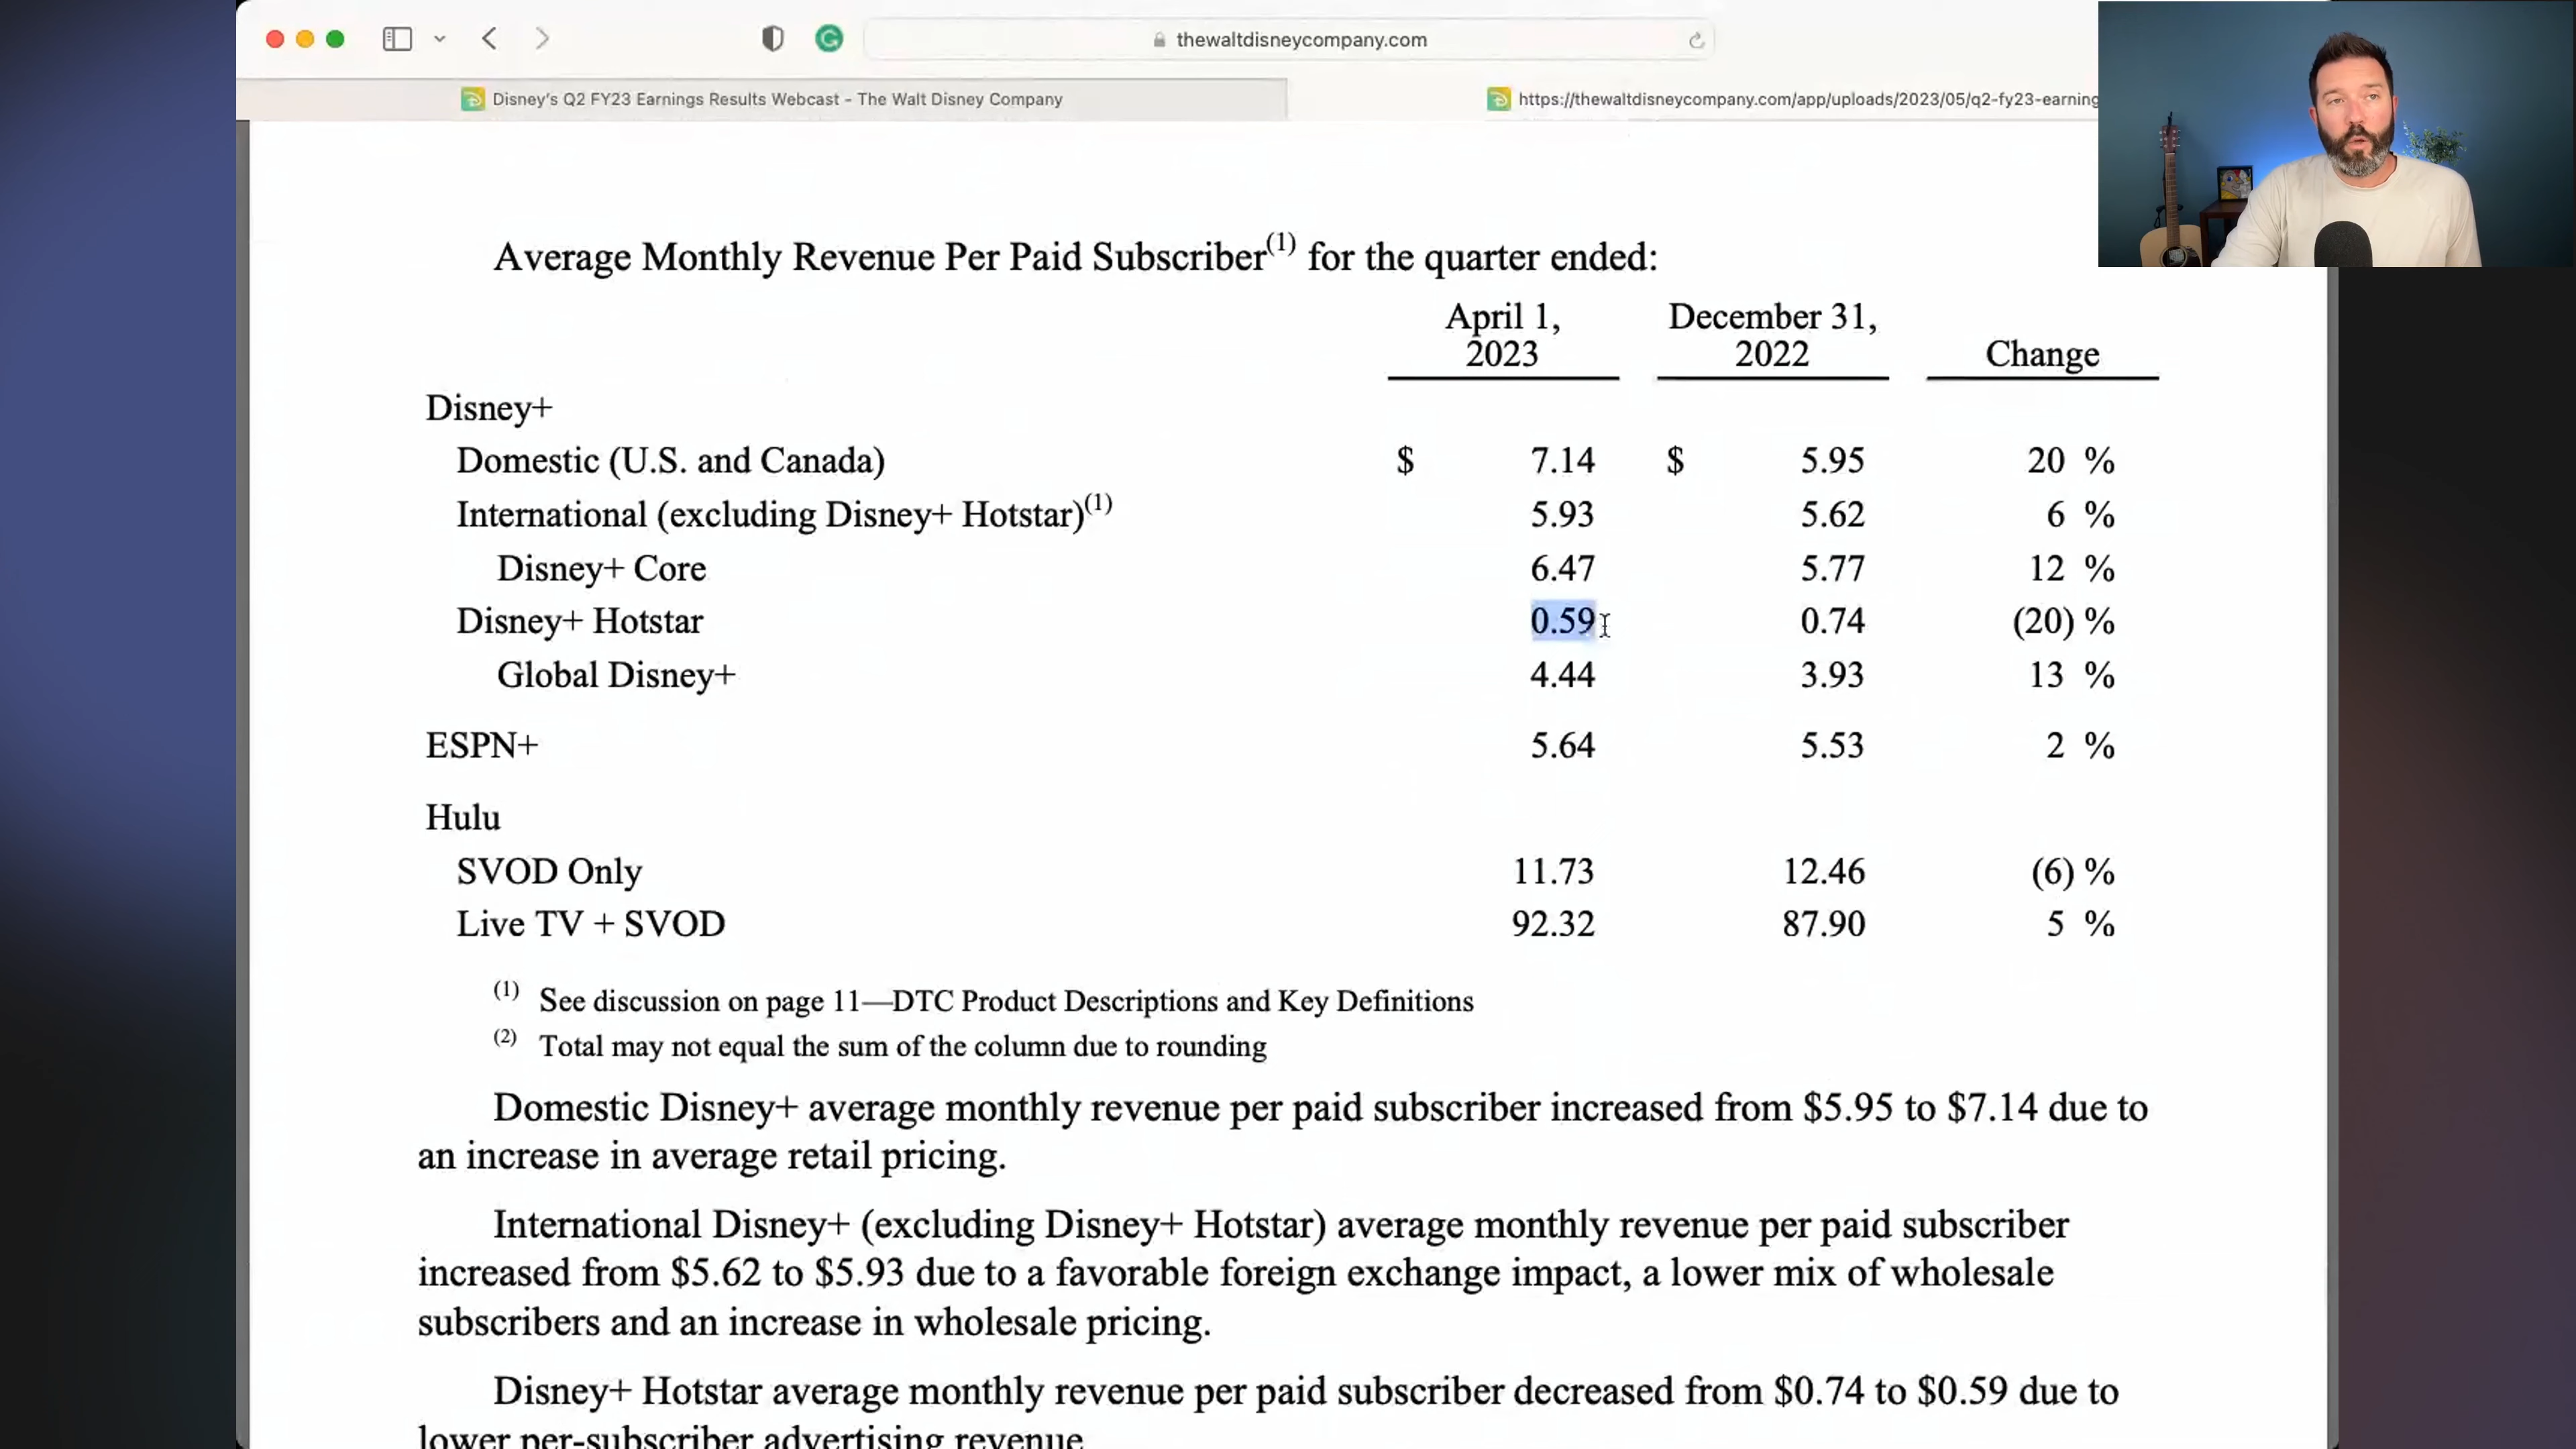 thewaltdisneycompany.com
Disney's Q2 FY23 Earnings Results Webcast - The Walt Disney Company
https://thewaltdisneycompany.com/app/uploads/2023/05/q2-fy23-earning
Average Monthly Revenue Per Paid Subscriber(1) for the quarter ended:
April 1, 2023 December 31, 2022 Change
Disney+
Domestic (U.S. and Canada) $ 7.14 $ 5.95 20 %
International (excluding Disney+ Hotstar)(1) 5.93 5.62 6 %
Disney+ Core 6.47 5.77 12 %
Disney+ Hotstar 0.59 0.74 (20) %
Global Disney+ 4.44 3.93 13 %
ESPN+ 5.64 5.53 2 %
Hulu
SVOD Only 11.73 12.46 (6) %
Live TV + SVOD 92.32 87.90 5 %
(1) See discussion on page 11—DTC Product Descriptions and Key Definitions
(2) Total may not equal the sum of the column due to rounding
Domestic Disney+ average monthly revenue per paid subscriber increased from $5.95 to $7.14 due to
an increase in average retail pricing.
International Disney+ (excluding Disney+ Hotstar) average monthly revenue per paid subscriber
increased from $5.62 to $5.93 due to a favorable foreign exchange impact, a lower mix of wholesale
subscribers and an increase in wholesale pricing.
Disney+ Hotstar average monthly revenue per paid subscriber decreased from $0.74 to $0.59 due to
lower per-subscriber advertising revenue